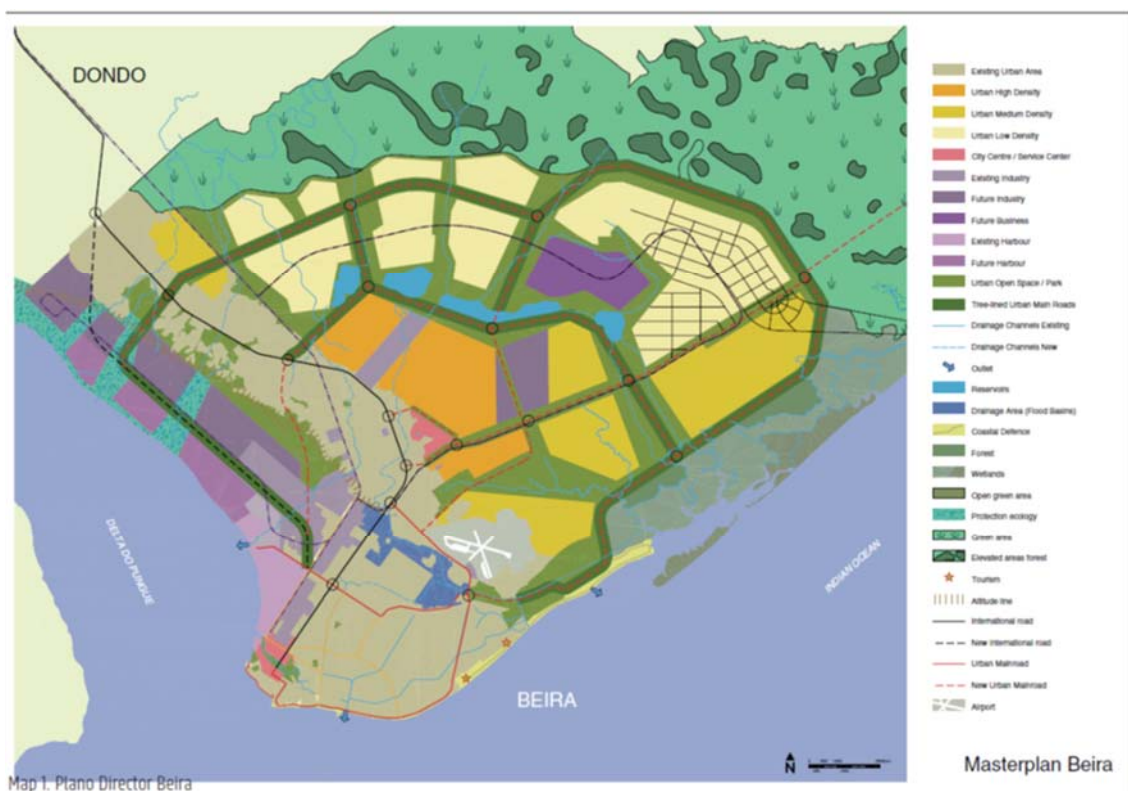 DONDO
DELTA DO PUNGUE
BEIRA
INDIAN OCEAN
N
Existing Urban Area
Urban High Density
Urban Medium Density
Urban Low Density
City Centre / Service Center
Existing Industry
Future Industry
Future Business
Existing Harbour
Future Harbour
Urban Open Space / Park
Tree-lined Urban Main Roads
Drainage Channels Existing
Drainage Channels New
Outlet
Reservoirs
Drainage Area (Flood Basins)
Coastal Defence
Forest
Wetlands
Open green area
Protection ecology
Green area
Elevated areas forest
Tourism
Altitude line
International road
New International road
Urban Mainroad
New Urban Mainroad
Airport
Masterplan Beira
Map 1. Plano Director Beira